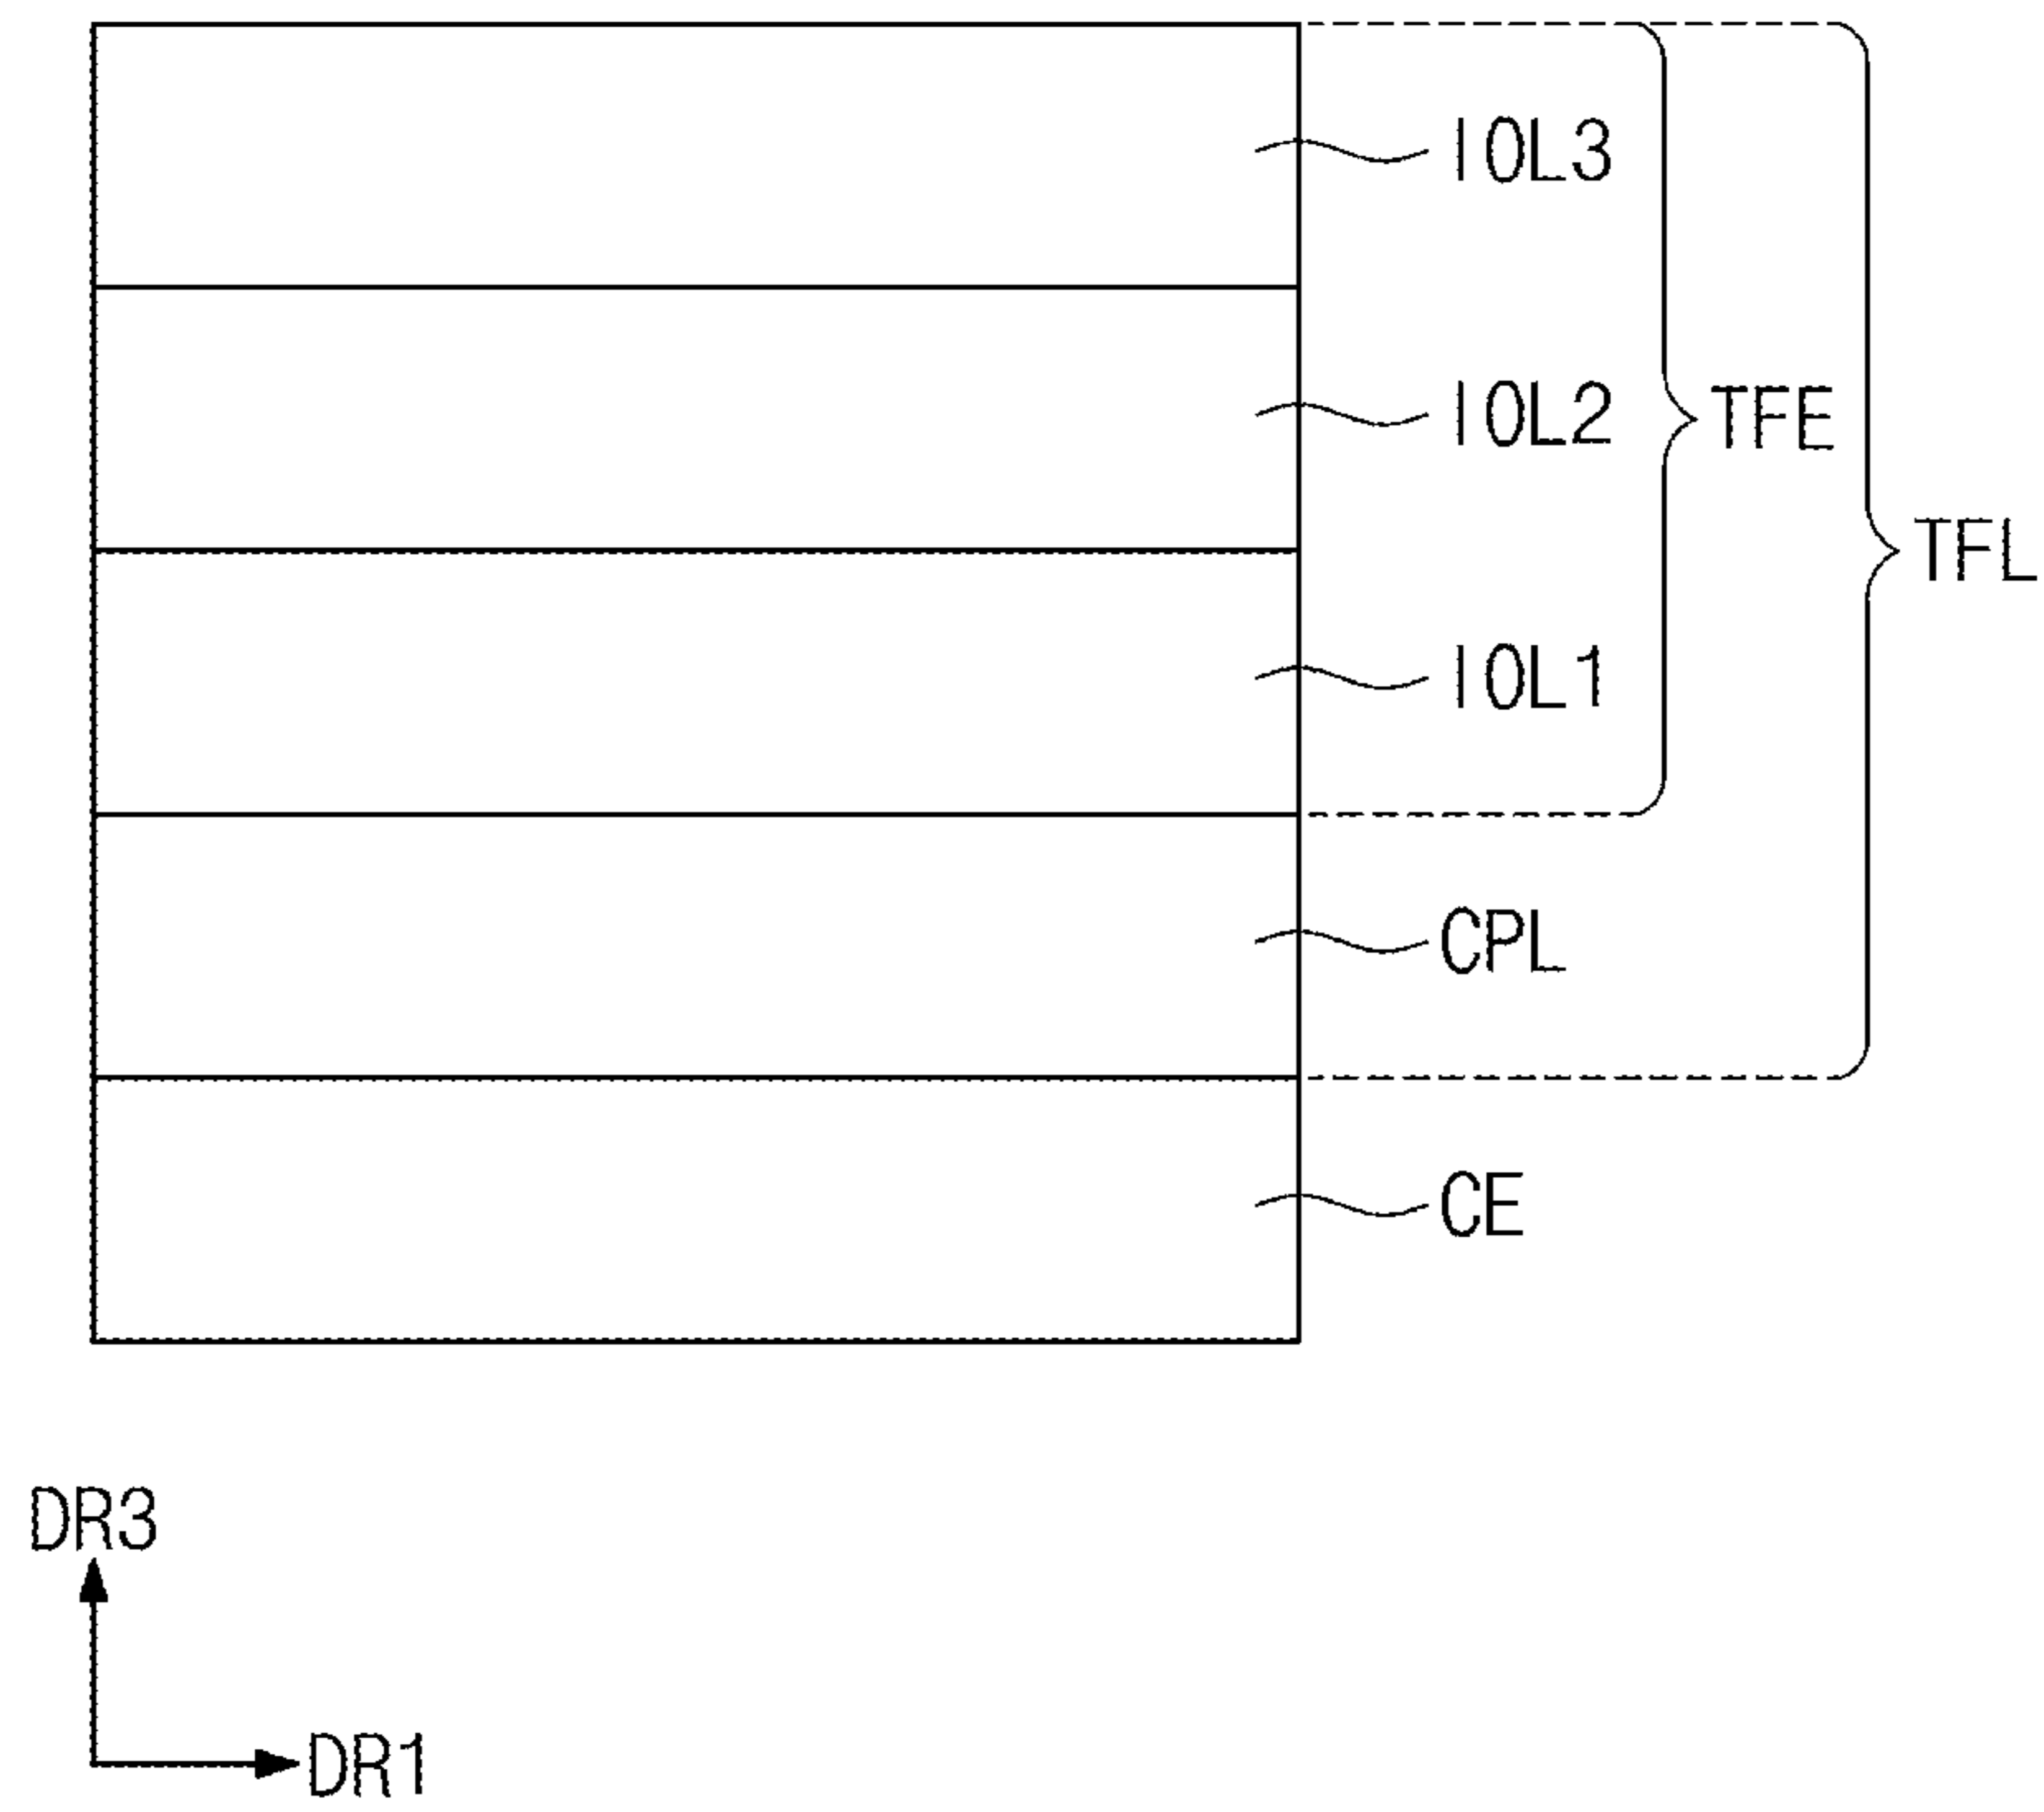 IOL3
IOL2
TFE
TFL
IOL1
CPL
CE
DR3
DR1